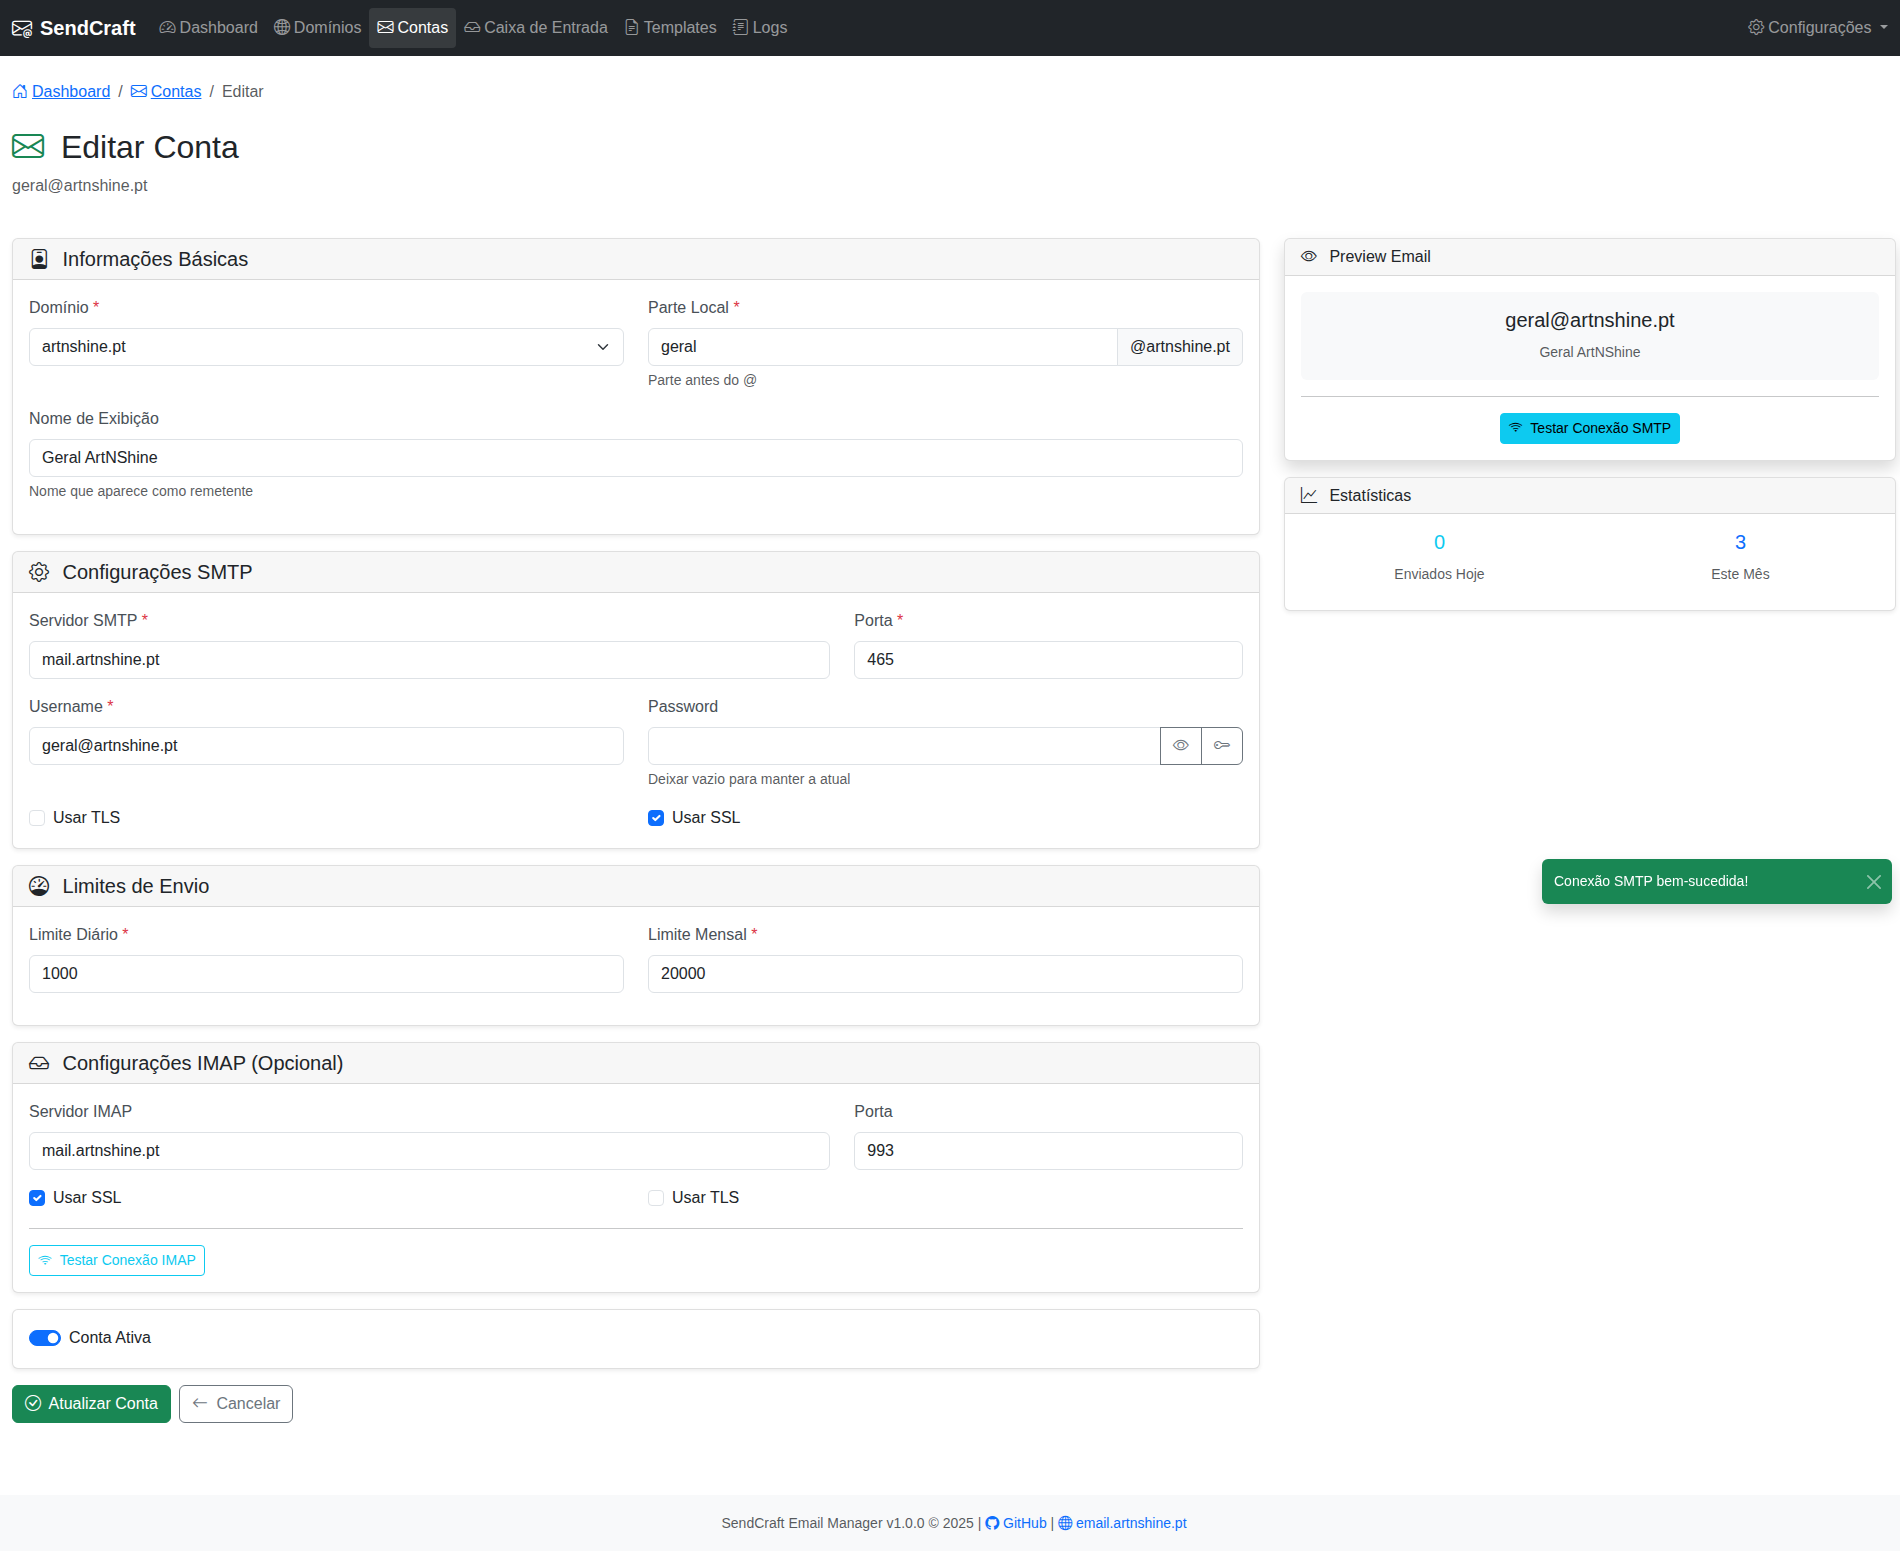 SendCraft Dashboard Domínios Contas Caixa de Entrada Templates Logs Configurações
Dashboard / Contas / Editar
Editar Conta
geral@artnshine.pt
Informações Básicas
Domínio *
Parte Local *
artnshine.pt
geral
@artnshine.pt
Parte antes do @
Nome de Exibição
Geral ArtNShine
Nome que aparece como remetente
Configurações SMTP
Servidor SMTP *
Porta *
mail.artnshine.pt
465
Username *
Password
geral@artnshine.pt
Deixar vazio para manter a atual
Usar TLS
Usar SSL
Limites de Envio
Limite Diário *
Limite Mensal *
1000
20000
Configurações IMAP (Opcional)
Servidor IMAP
Porta
mail.artnshine.pt
993
Usar SSL
Usar TLS
Testar Conexão IMAP
Conta Ativa
Atualizar Conta
Cancelar
Preview Email
geral@artnshine.pt
Geral ArtNShine
Testar Conexão SMTP
Estatísticas
0
3
Enviados Hoje
Este Mês
Conexão SMTP bem-sucedida!
SendCraft Email Manager v1.0.0 © 2025 | GitHub | email.artnshine.pt